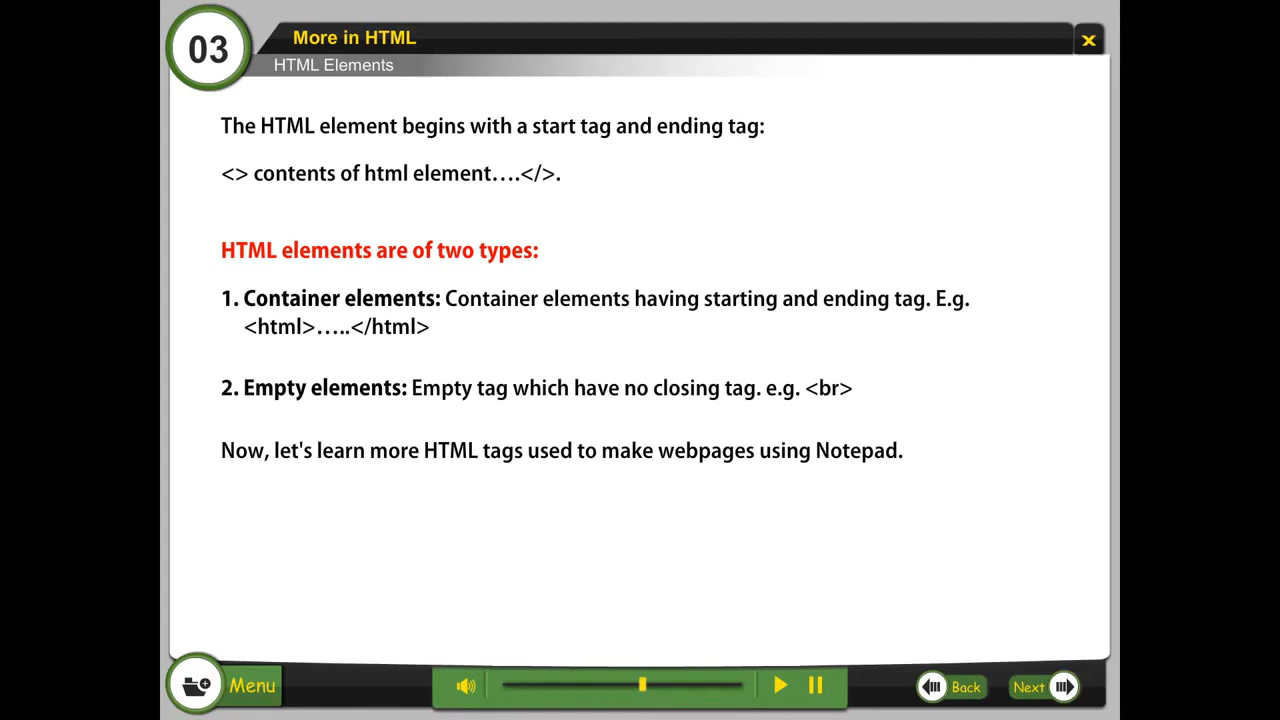 03
More in HTML
X
HTML Elements
The HTML element begins with a start tag and ending tag:
<> contents of html element….</>.
HTML elements are of two types:
1. Container elements: Container elements having starting and ending tag. E.g.
<html>…..</html>
2. Empty elements: Empty tag which have no closing tag. e.g. <br>
Now, let's learn more HTML tags used to make webpages using Notepad.
Menu
Back
Next